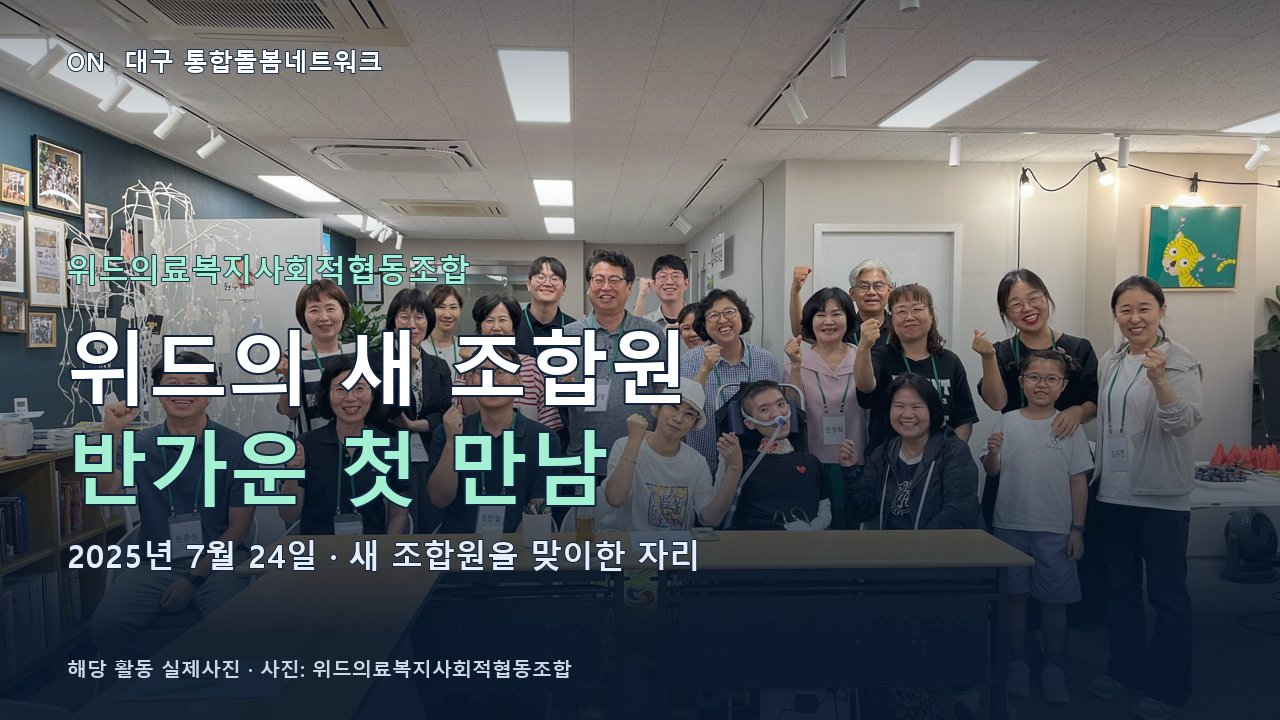 ON 대구 통합돌봄네트워크
위드의료복지사회적협동조합
위드의 새 조합원
반가운 첫 만남
2025년 7월 24일 · 새 조합원을 맞이한 자리
해당 활동 실제사진 · 사진: 위드의료복지사회적협동조합